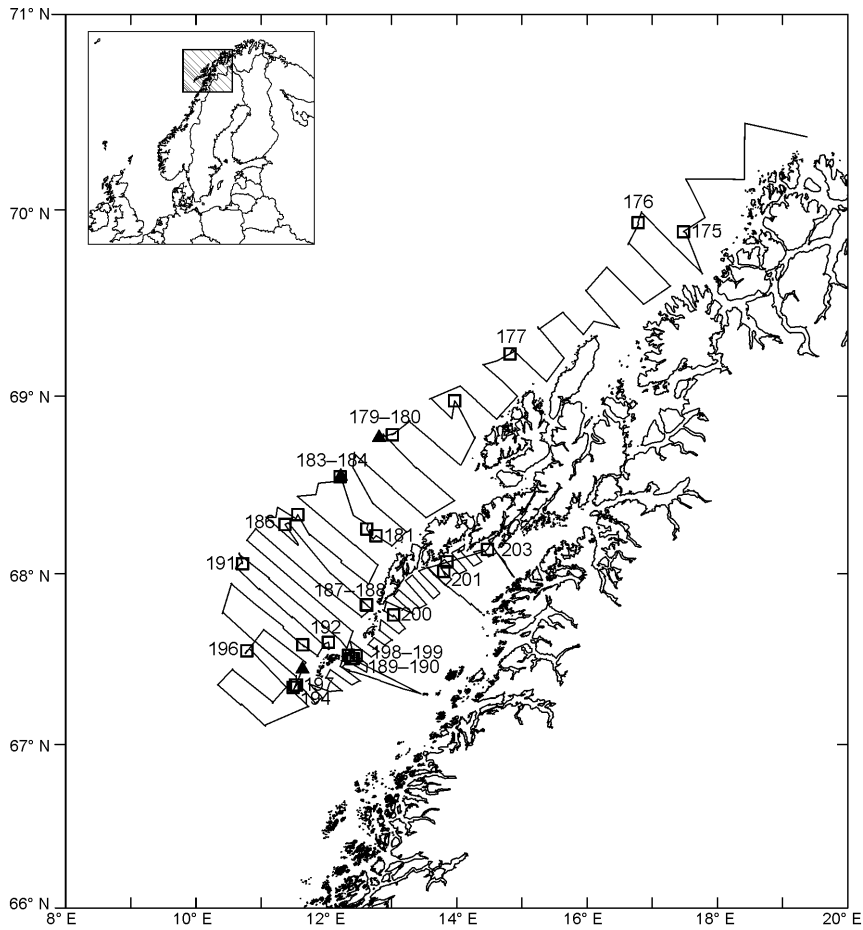 71° N
70° N
176
175
177
69° N
179–180
183–184
186
181
203
68° N
191
201
187–188
200
192
196
198–199
189–190
197
194
67° N
66° N
8° E
10° E
12° E
14° E
16° E
18° E
20° E